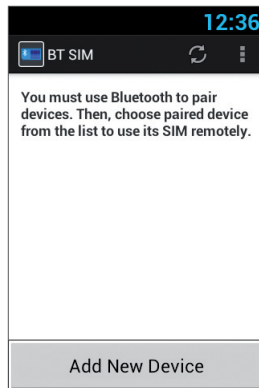 12:36
BT SIM
You must use Bluetooth to pair
devices. Then, choose paired device
from the list to use its SIM remotely.
Add New Device